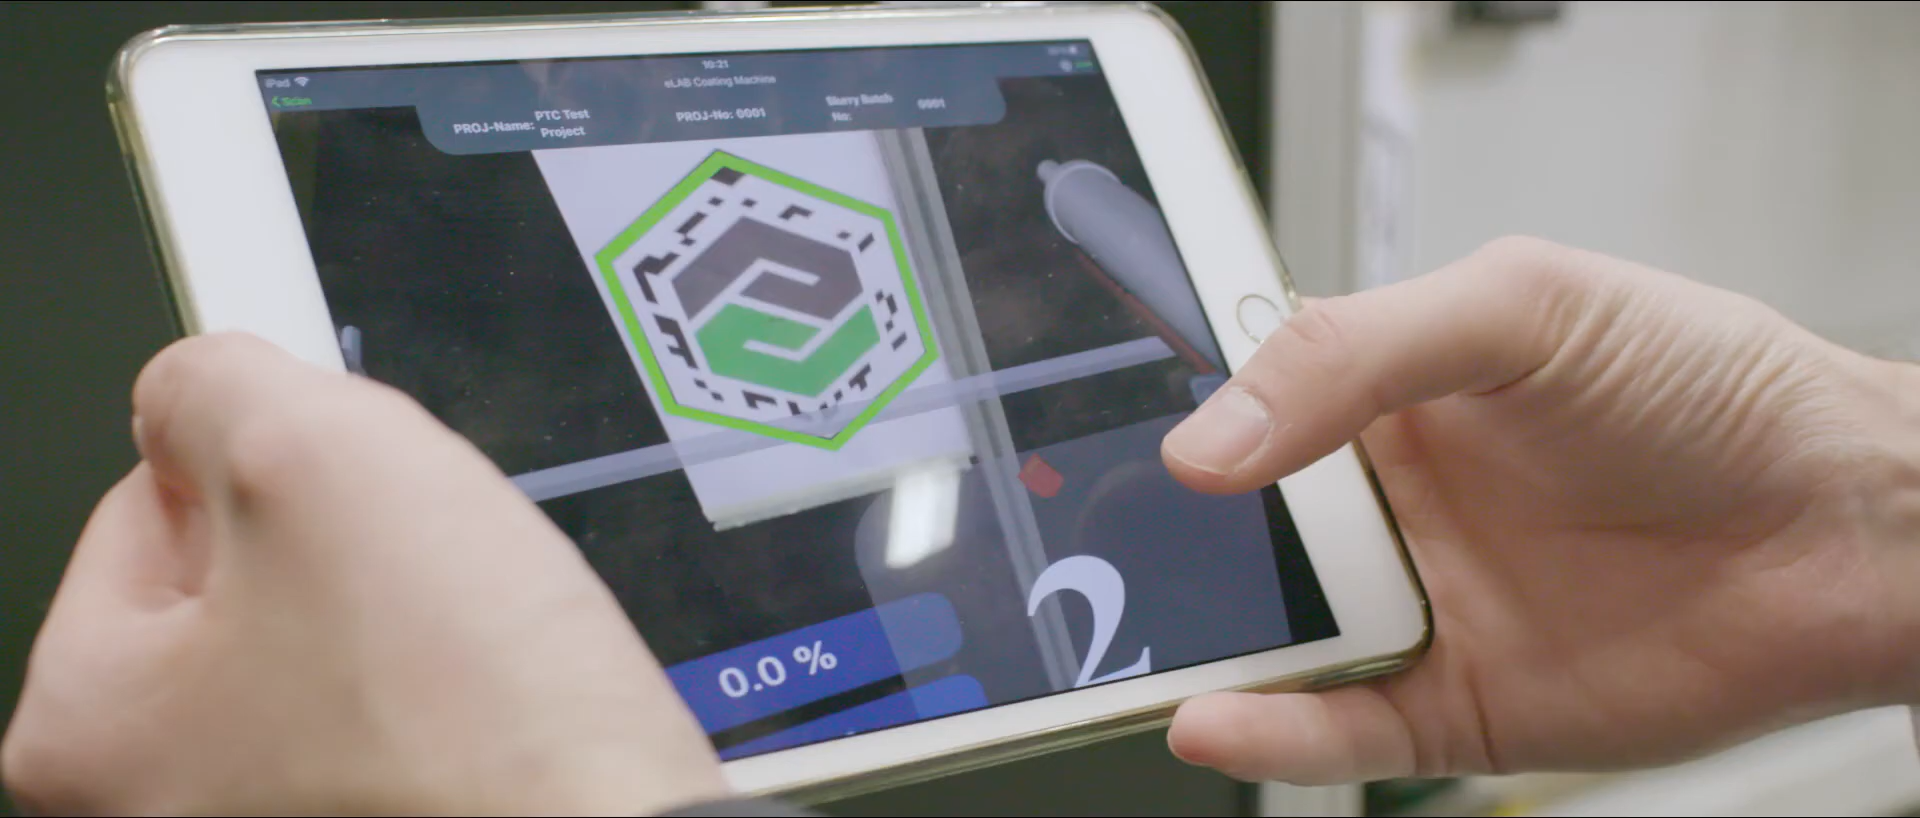 iPad
10:21
< Scan
eLAB Coating Machine
PROJ-Name: PTC Test Project
PROJ-No: 0001
Slurry Batch No: 0001
0.0 %
2